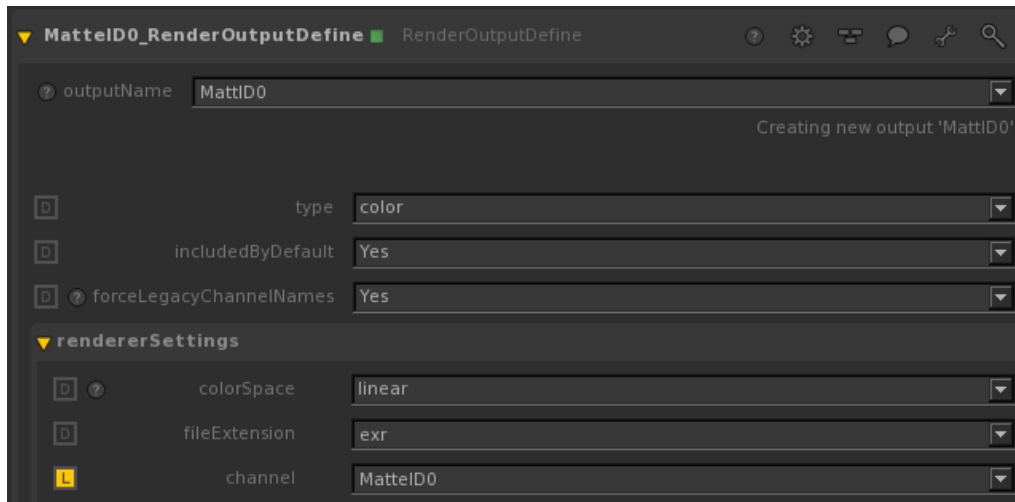 MatteID0_RenderOutputDefine RenderOutputDefine ?
? outputName MattID0
Creating new output 'MattID0'
D type color
D includedByDefault Yes
D ? forceLegacyChannelNames Yes
rendererSettings
D ? colorSpace linear
D fileExtension exr
L channel MatteID0